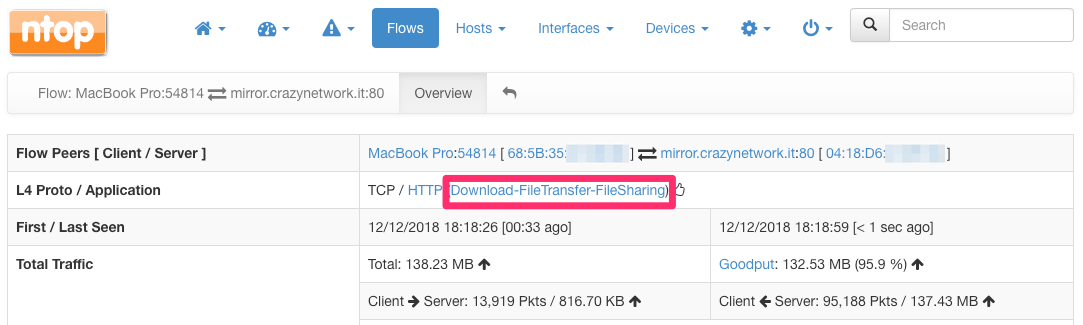 ntop
Flows Hosts Interfaces Devices Search
Flow: MacBook Pro:54814 mirror.crazynetwork.it:80 Overview
Flow Peers [ Client / Server ] MacBook Pro:54814 [ 68:5B:35: ] mirror.crazynetwork.it:80 [ 04:18:D6: ]
L4 Proto / Application TCP / HTTP (Download-FileTransfer-FileSharing)
First / Last Seen 12/12/2018 18:18:26 [00:33 ago] 12/12/2018 18:18:59 [< 1 sec ago]
Total Traffic Total: 138.23 MB Goodput: 132.53 MB (95.9 %)
Client → Server: 13,919 Pkts / 816.70 KB Client ← Server: 95,188 Pkts / 137.43 MB